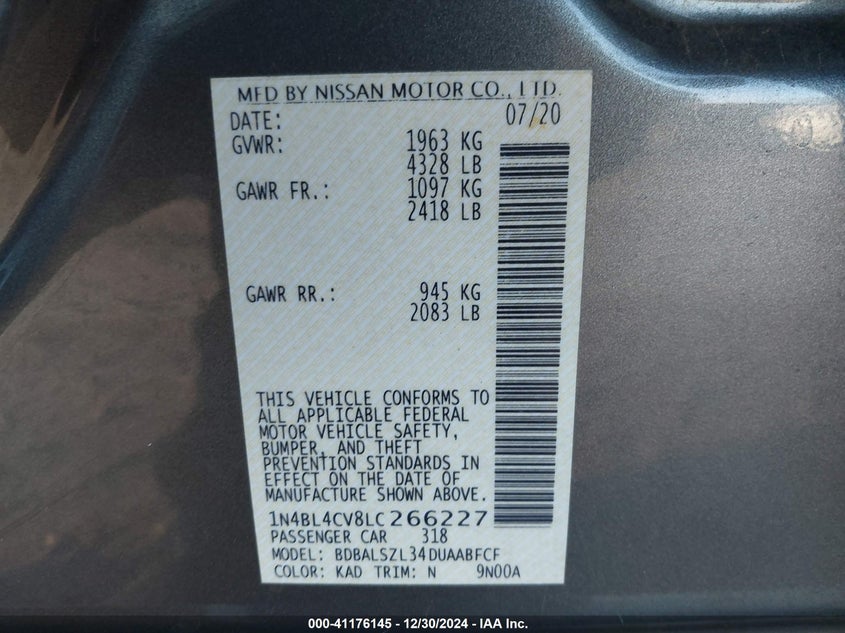 MFD BY NISSAN MOTOR CO., LTD.
DATE: 07/20
GVWR: 1963 KG
4328 LB
GAWR FR.: 1097 KG
2418 LB
GAWR RR.: 945 KG
2083 LB
THIS VEHICLE CONFORMS TO
ALL APPLICABLE FEDERAL
MOTOR VEHICLE SAFETY,
BUMPER, AND THEFT
PREVENTION STANDARDS IN
EFFECT ON THE DATE OF
MANUFACTURE SHOWN ABOVE.
1N4BL4CV8LC266227
PASSENGER CAR 318
MODEL: BDBALSZL34DUAABFCF
COLOR: KAD TRIM: N 9N00A
000-41176145 - 12/30/2024 - IAA Inc.